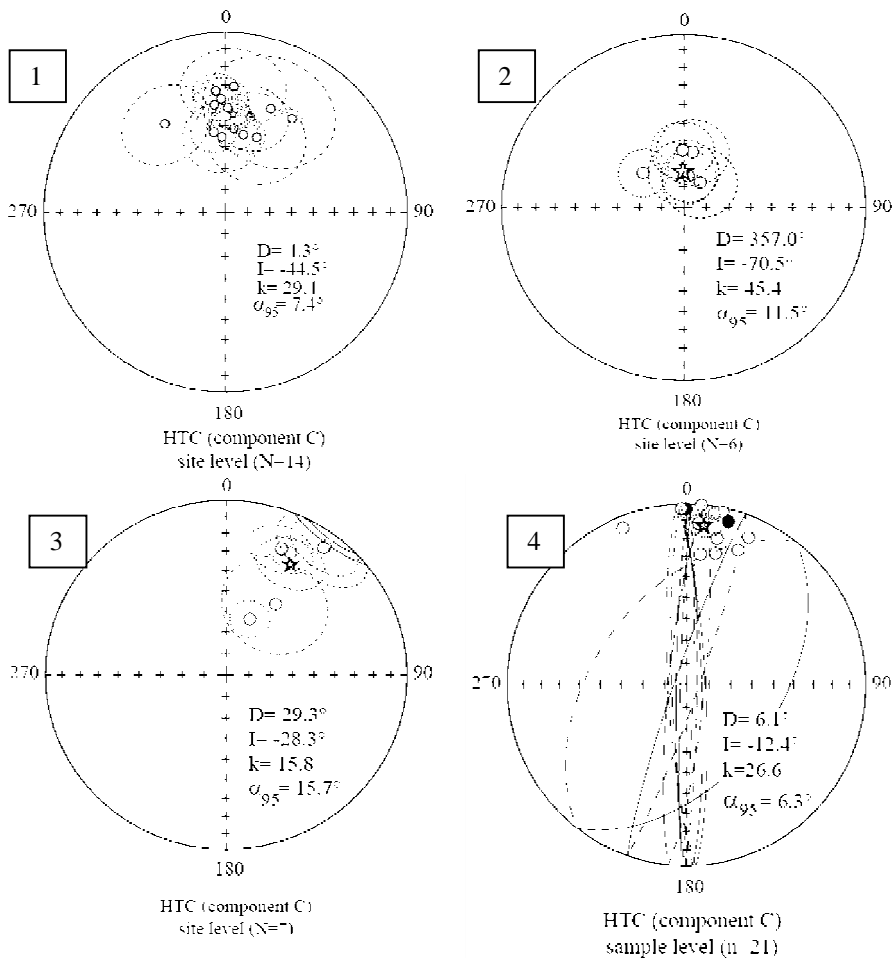 1
0
270
90
D= 4.3°
I= -44.5°
k= 29.1
α95= 7.4°
180
HTC (component C)
site level (N=14)
2
0
270
90
D= 357.0°
I= -70.5°
k= 45.4
α95= 11.5°
180
HTC (component C)
site level (N=6)
3
0
270
90
D= 29.3°
I= -28.3°
k= 15.8
α95= 15.7°
180
HTC (component C)
site level (N=7)
4
0
270
90
D= 6.1°
I= -12.4°
k=26.6
α95= 6.3°
180
HTC (component C)
sample level (n=21)